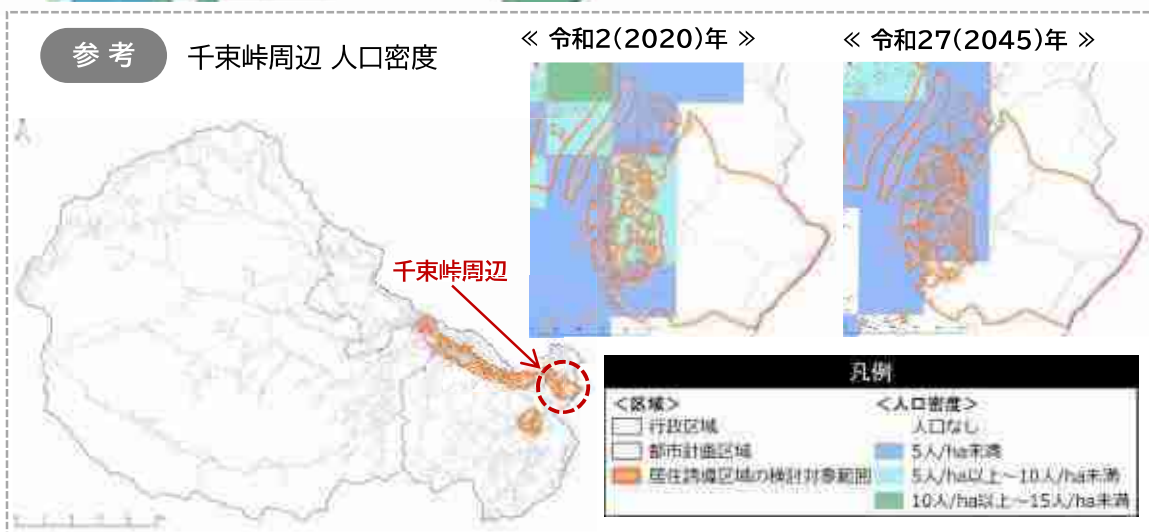 参考
千束峠周辺 人口密度
≪ 令和2(2020)年 ≫
≪ 令和27(2045)年 ≫
千束峠周辺
凡例
＜区域＞
行政区域
都市計画区域
居住誘導区域の検討対象範囲
＜人口密度＞
人口なし
5人/ha未満
5人/ha以上～10人/ha未満
10人/ha以上～15人/ha未満